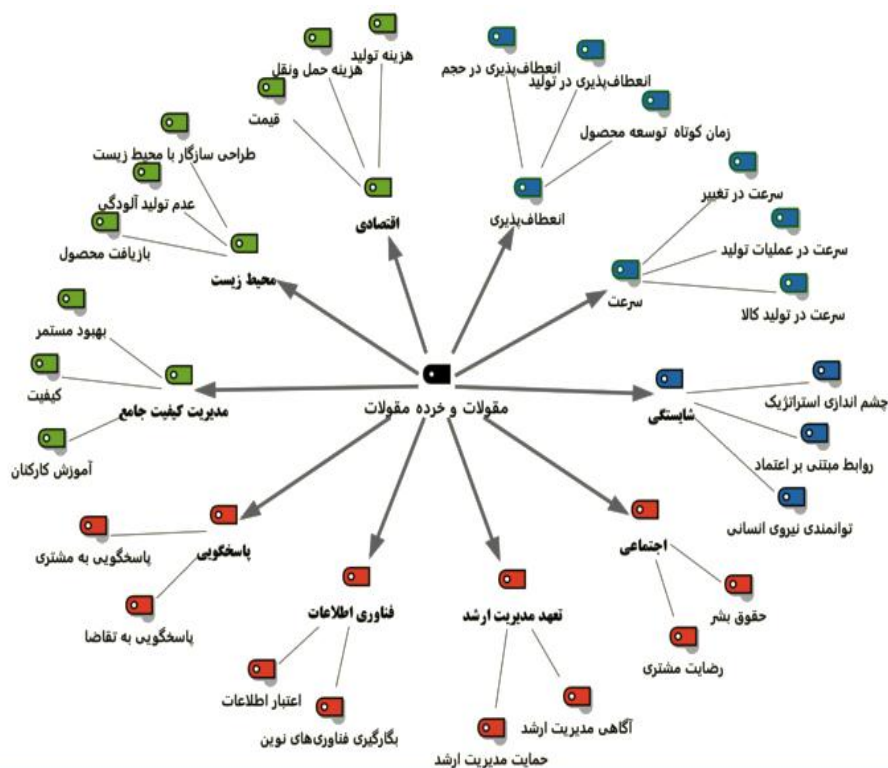 هزینه تولید
هزینه حمل ونقل
قیمت
اقتصادی
انعطاف‌پذیری در حجم
انعطاف‌پذیری در تولید
زمان کوتاه توسعه محصول
انعطاف‌پذیری
سرعت در تغییر
سرعت در عملیات تولید
سرعت در تولید کالا
سرعت
طراحی سازگار با محیط زیست
عدم تولید آلودگی
بازیافت محصول
محیط زیست
بهبود مستمر
کیفیت
آموزش کارکنان
مدیریت کیفیت جامع
مقولات و خرده مقولات
شایستگی
چشم اندازی استراتژیک
روابط مبتنی بر اعتماد
توانمندی نیروی انسانی
پاسخگویی
پاسخگویی به مشتری
پاسخگویی به تقاضا
فناوری اطلاعات
اعتبار اطلاعات
بگارگیری فناوری‌های نوین
تعهد مدیریت ارشد
آگاهی مدیریت ارشد
حمایت مدیریت ارشد
اجتماعی
حقوق بشر
رضایت مشتری